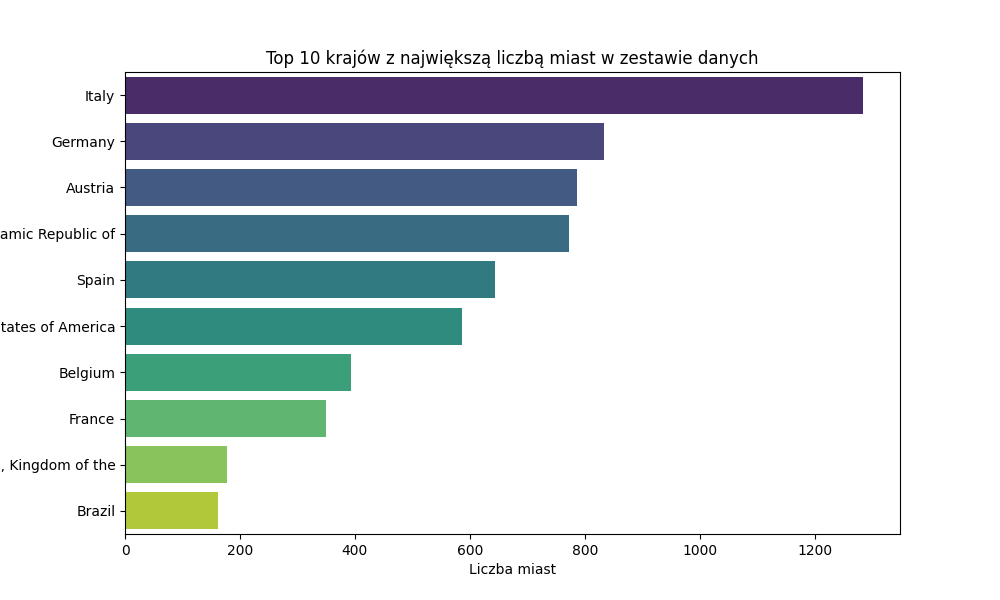 Top 10 krajów z największą liczbą miast w zestawie danych
Italy
Germany
Austria
amic Republic of
Spain
tates of America
Belgium
France
, Kingdom of the
Brazil
0 200 400 600 800 1000 1200
Liczba miast